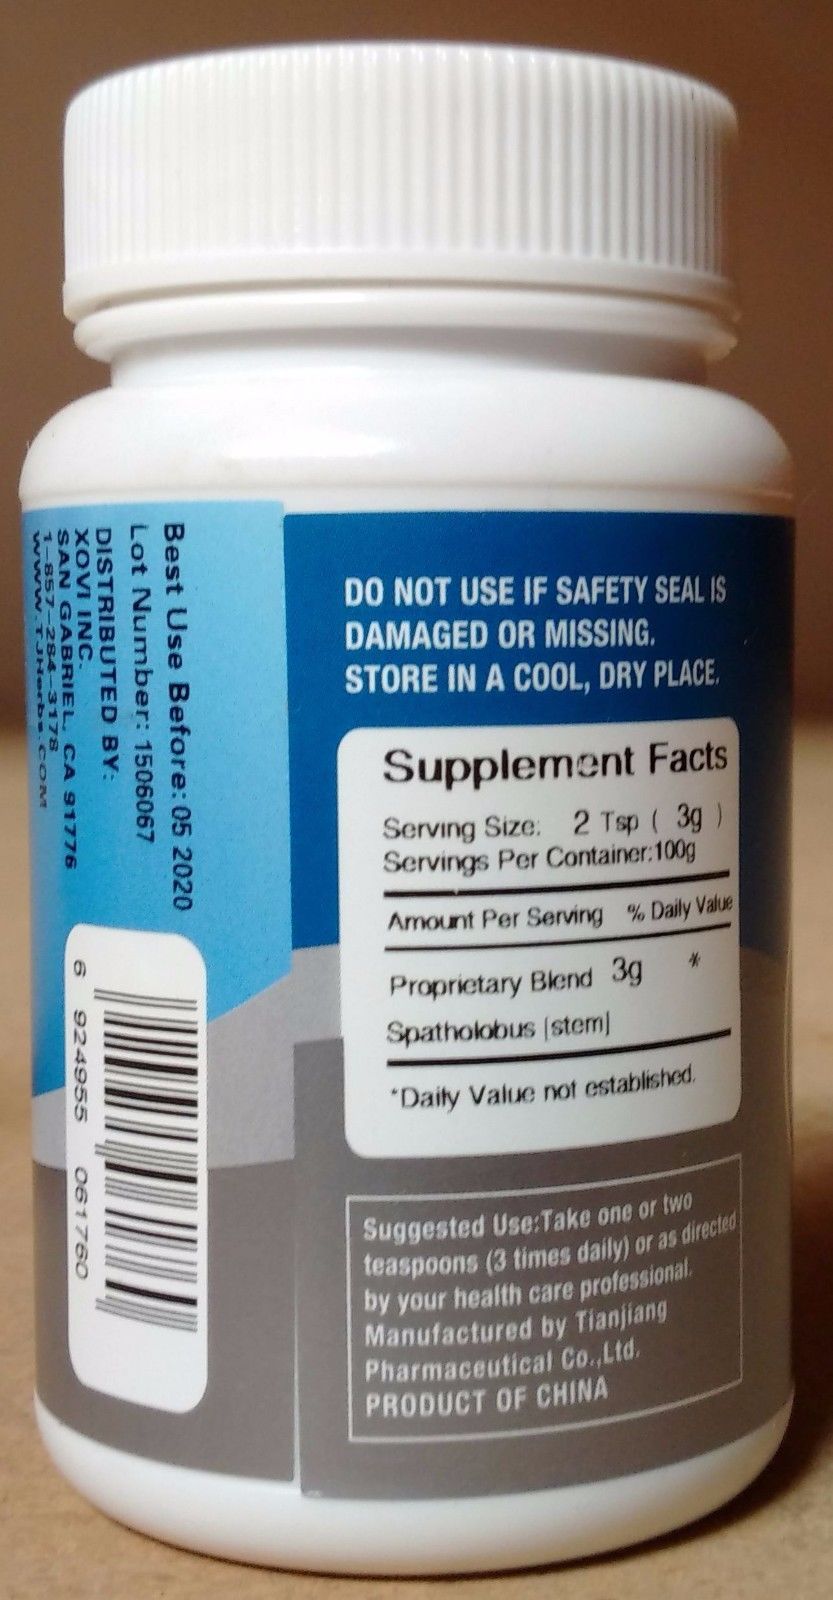 Best Use Before: 05 2020
Lot Number: 1506067
DISTRIBUTED BY:
XOVI INC.
SAN GABRIEL, CA 91776
1-857-284-3178
WWW.TJHerbs.COM
6 924955 061760
DO NOT USE IF SAFETY SEAL IS
DAMAGED OR MISSING.
STORE IN A COOL, DRY PLACE.
Supplement Facts
Serving Size: 2 Tsp ( 3g )
Servings Per Container:100g
Amount Per Serving % Daily Value
Proprietary Blend 3g *
Spatholobus [stem]
*Daily Value not established.
Suggested Use:Take one or two
teaspoons (3 times daily) or as directed
by your health care professional.
Manufactured by Tianjiang
Pharmaceutical Co.,Ltd.
PRODUCT OF CHINA